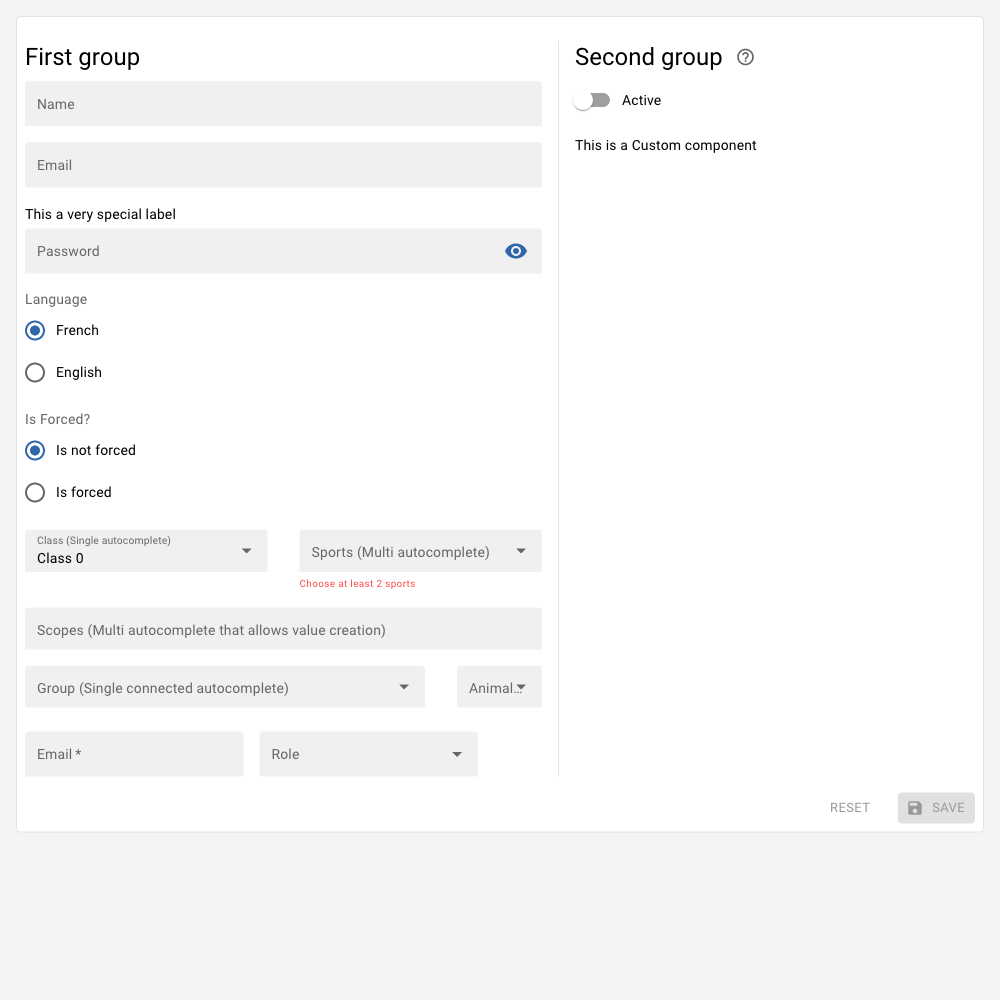 First group
Name
Email
This a very special label
Password
Language
French
English
Is Forced?
Is not forced
Is forced
Class (Single autocomplete)
Class 0
Sports (Multi autocomplete)
Choose at least 2 sports
Scopes (Multi autocomplete that allows value creation)
Group (Single connected autocomplete)
Animal...
Email *
Role
Second group
Active
This is a Custom component
RESET
SAVE